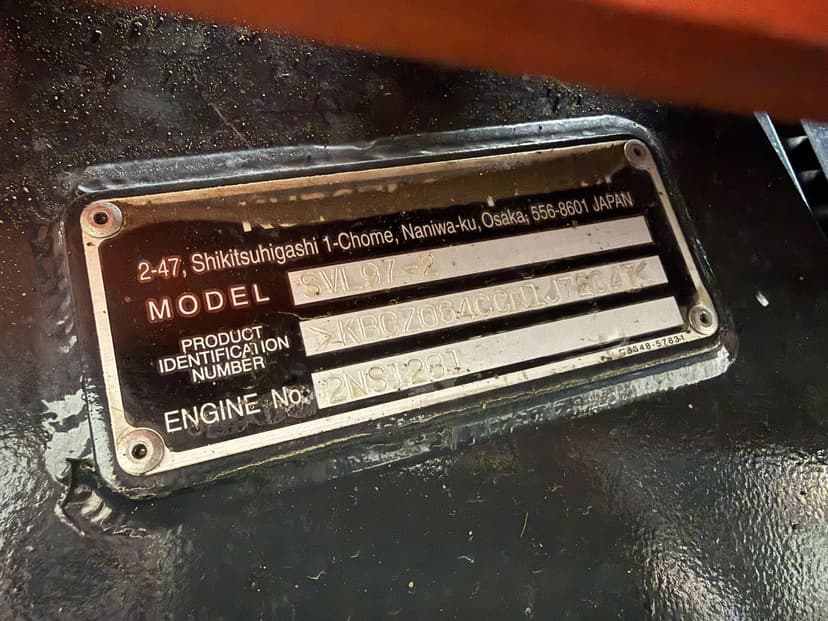 2-47, Shikitsuhigashi 1-Chome, Naniwa-ku, Osaka, 556-8601 JAPAN
MODEL SVL97-2
PRODUCT
IDENTIFICATION
NUMBER
ENGINE No. 2NS1281